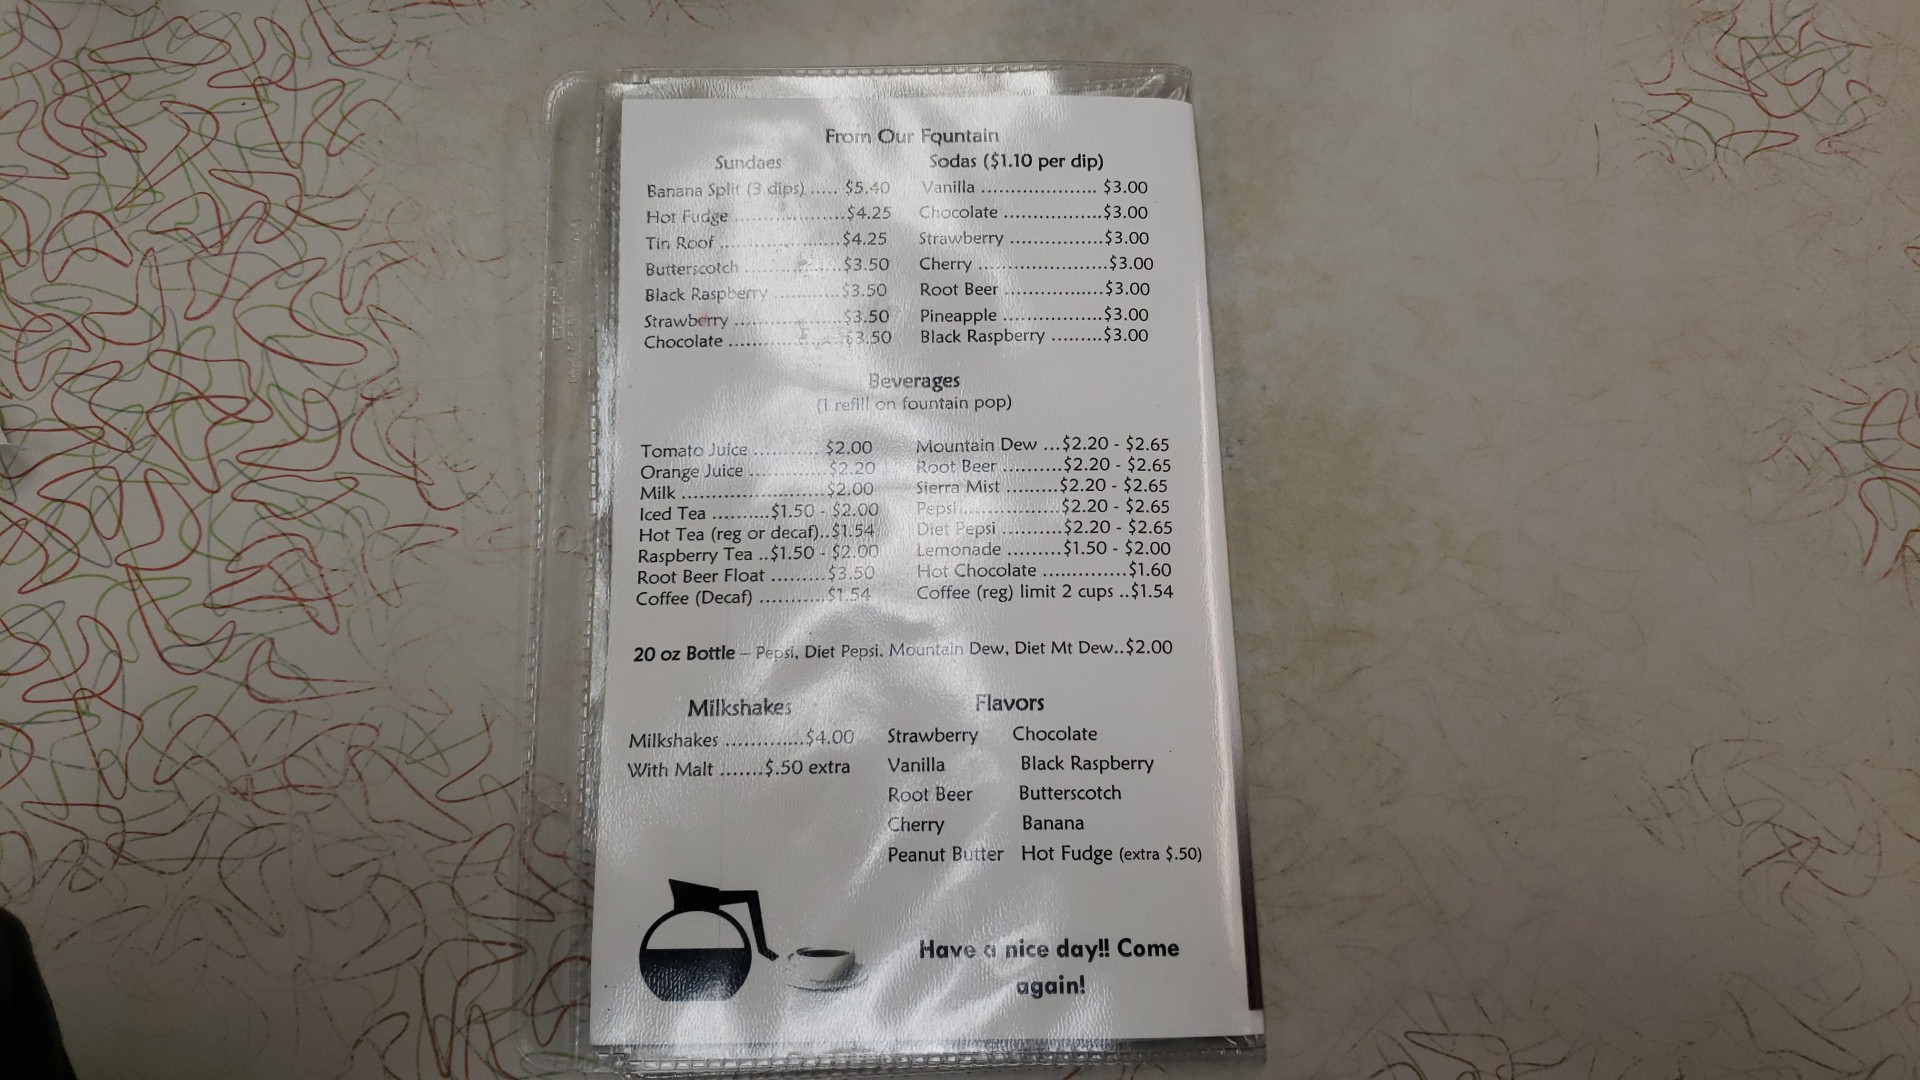 From Our Fountain
Sundaes Sodas ($1.10 per dip)
Banana Split (3 dips) ..... $5.40 Vanilla ................... $3.00
Hot Fudge ....................$4.25 Chocolate .................$3.00
Tin Roof .....................$4.25 Strawberry ................$3.00
Butterscotch .................$3.50 Cherry ......................$3.00
Black Raspberry ............$3.50 Root Beer .................$3.00
Strawberry ...................$3.50 Pineapple .................$3.00
Chocolate ....................$3.50 Black Raspberry .........$3.00
Beverages
(1 refill on fountain pop)
Tomato Juice ........... $2.00 Mountain Dew ...$2.20 - $2.65
Orange Juice ............$2.20 Root Beer ..........$2.20 - $2.65
Milk ........................$2.00 Sierra Mist .........$2.20 - $2.65
Iced Tea ..........$1.50 - $2.00 Pepsi.................$2.20 - $2.65
Hot Tea (reg or decaf)..$1.54 Diet Pepsi ..........$2.20 - $2.65
Raspberry Tea ..$1.50 - $2.00 Lemonade .........$1.50 - $2.00
Root Beer Float .........$3.50 Hot Chocolate ..............$1.60
Coffee (Decaf) ...........$1.54 Coffee (reg) limit 2 cups ..$1.54
20 oz Bottle – Pepsi, Diet Pepsi, Mountain Dew, Diet Mt Dew..$2.00
Milkshakes Flavors
Milkshakes .............$4.00 Strawberry Chocolate
With Malt .......$.50 extra Vanilla Black Raspberry
Root Beer Butterscotch
Cherry Banana
Peanut Butter Hot Fudge (extra $.50)
Have a nice day!! Come
again!